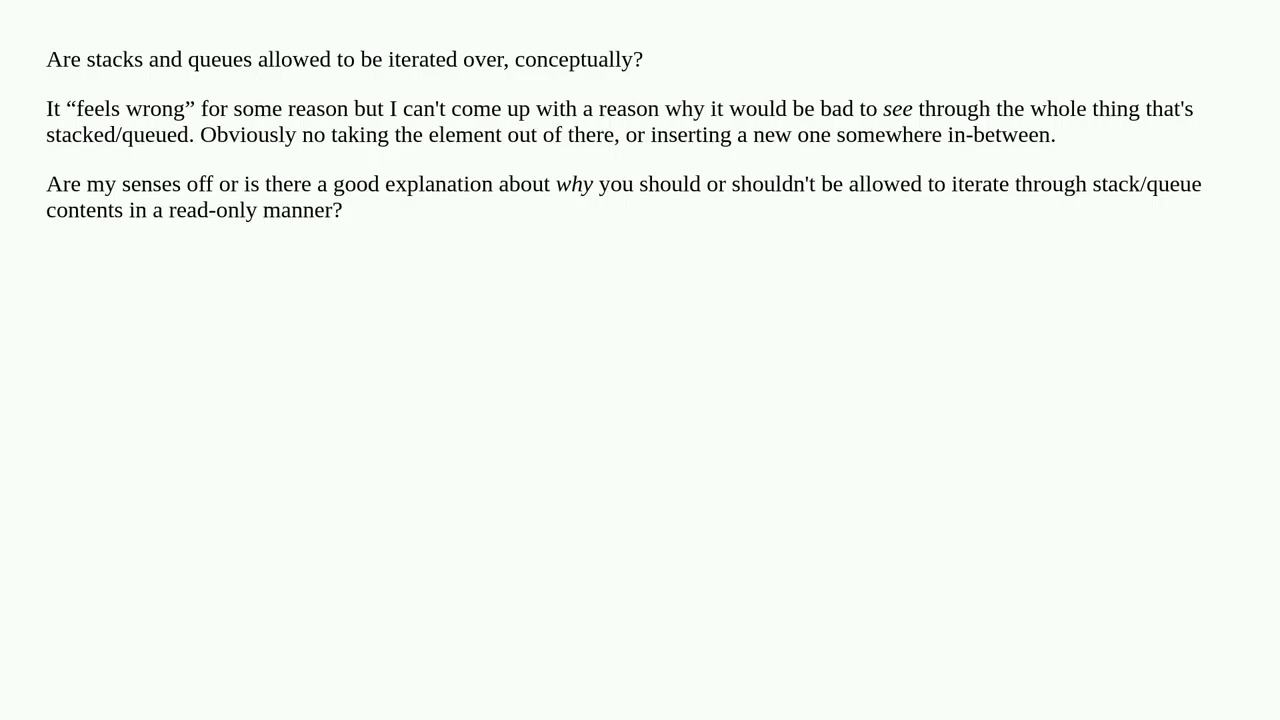 Are stacks and queues allowed to be iterated over, conceptually?
It “feels wrong” for some reason but I can't come up with a reason why it would be bad to see through the whole thing that's
stacked/queued. Obviously no taking the element out of there, or inserting a new one somewhere in-between.
Are my senses off or is there a good explanation about why you should or shouldn't be allowed to iterate through stack/queue
contents in a read-only manner?